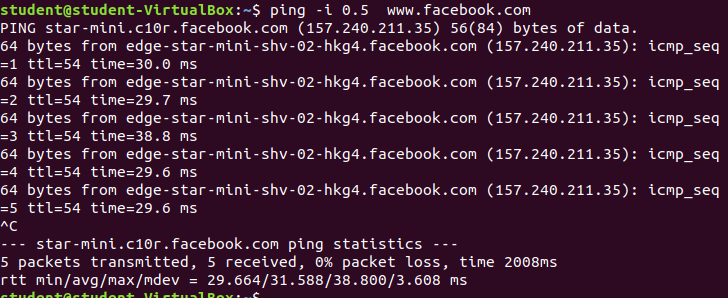 student@student-VirtualBox:~$ ping -i 0.5  www.facebook.com
PING star-mini.c10r.facebook.com (157.240.211.35) 56(84) bytes of data.
64 bytes from edge-star-mini-shv-02-hkg4.facebook.com (157.240.211.35): icmp_seq
=1 ttl=54 time=30.0 ms
64 bytes from edge-star-mini-shv-02-hkg4.facebook.com (157.240.211.35): icmp_seq
=2 ttl=54 time=29.7 ms
64 bytes from edge-star-mini-shv-02-hkg4.facebook.com (157.240.211.35): icmp_seq
=3 ttl=54 time=38.8 ms
64 bytes from edge-star-mini-shv-02-hkg4.facebook.com (157.240.211.35): icmp_seq
=4 ttl=54 time=29.6 ms
64 bytes from edge-star-mini-shv-02-hkg4.facebook.com (157.240.211.35): icmp_seq
=5 ttl=54 time=29.6 ms
^C
--- star-mini.c10r.facebook.com ping statistics ---
5 packets transmitted, 5 received, 0% packet loss, time 2008ms
rtt min/avg/max/mdev = 29.664/31.588/38.800/3.608 ms
student@student-VirtualBox:~$